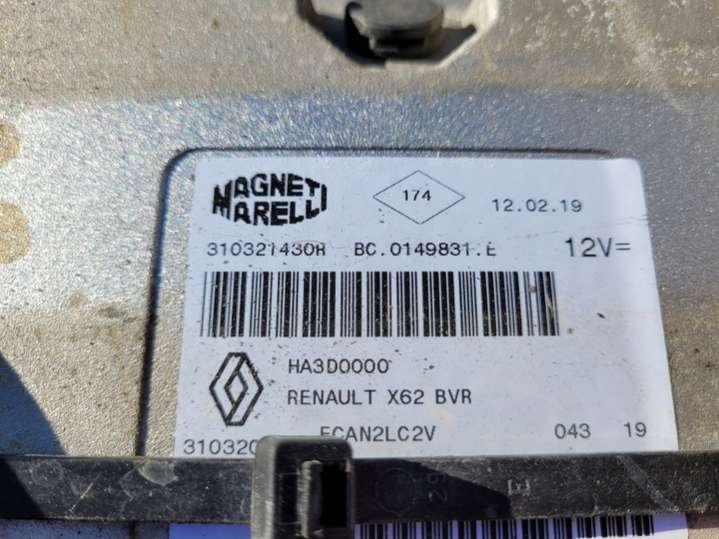 MAGNETI
MARELLI
174
12.02.19
310321430R BC.0149831.E 12V=
HA3D0000
RENAULT X62 BVR
ECAN2LC2V 043 19